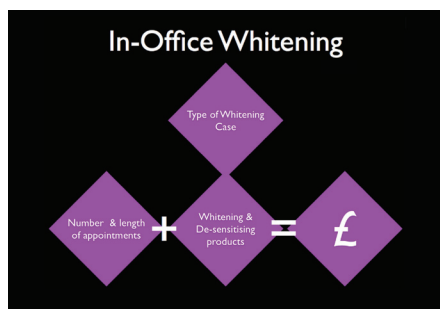 In-Office Whitening
Type of Whitening
Case
Number & length
of appointments
+
Whitening &
De-sensitising
products
=
£